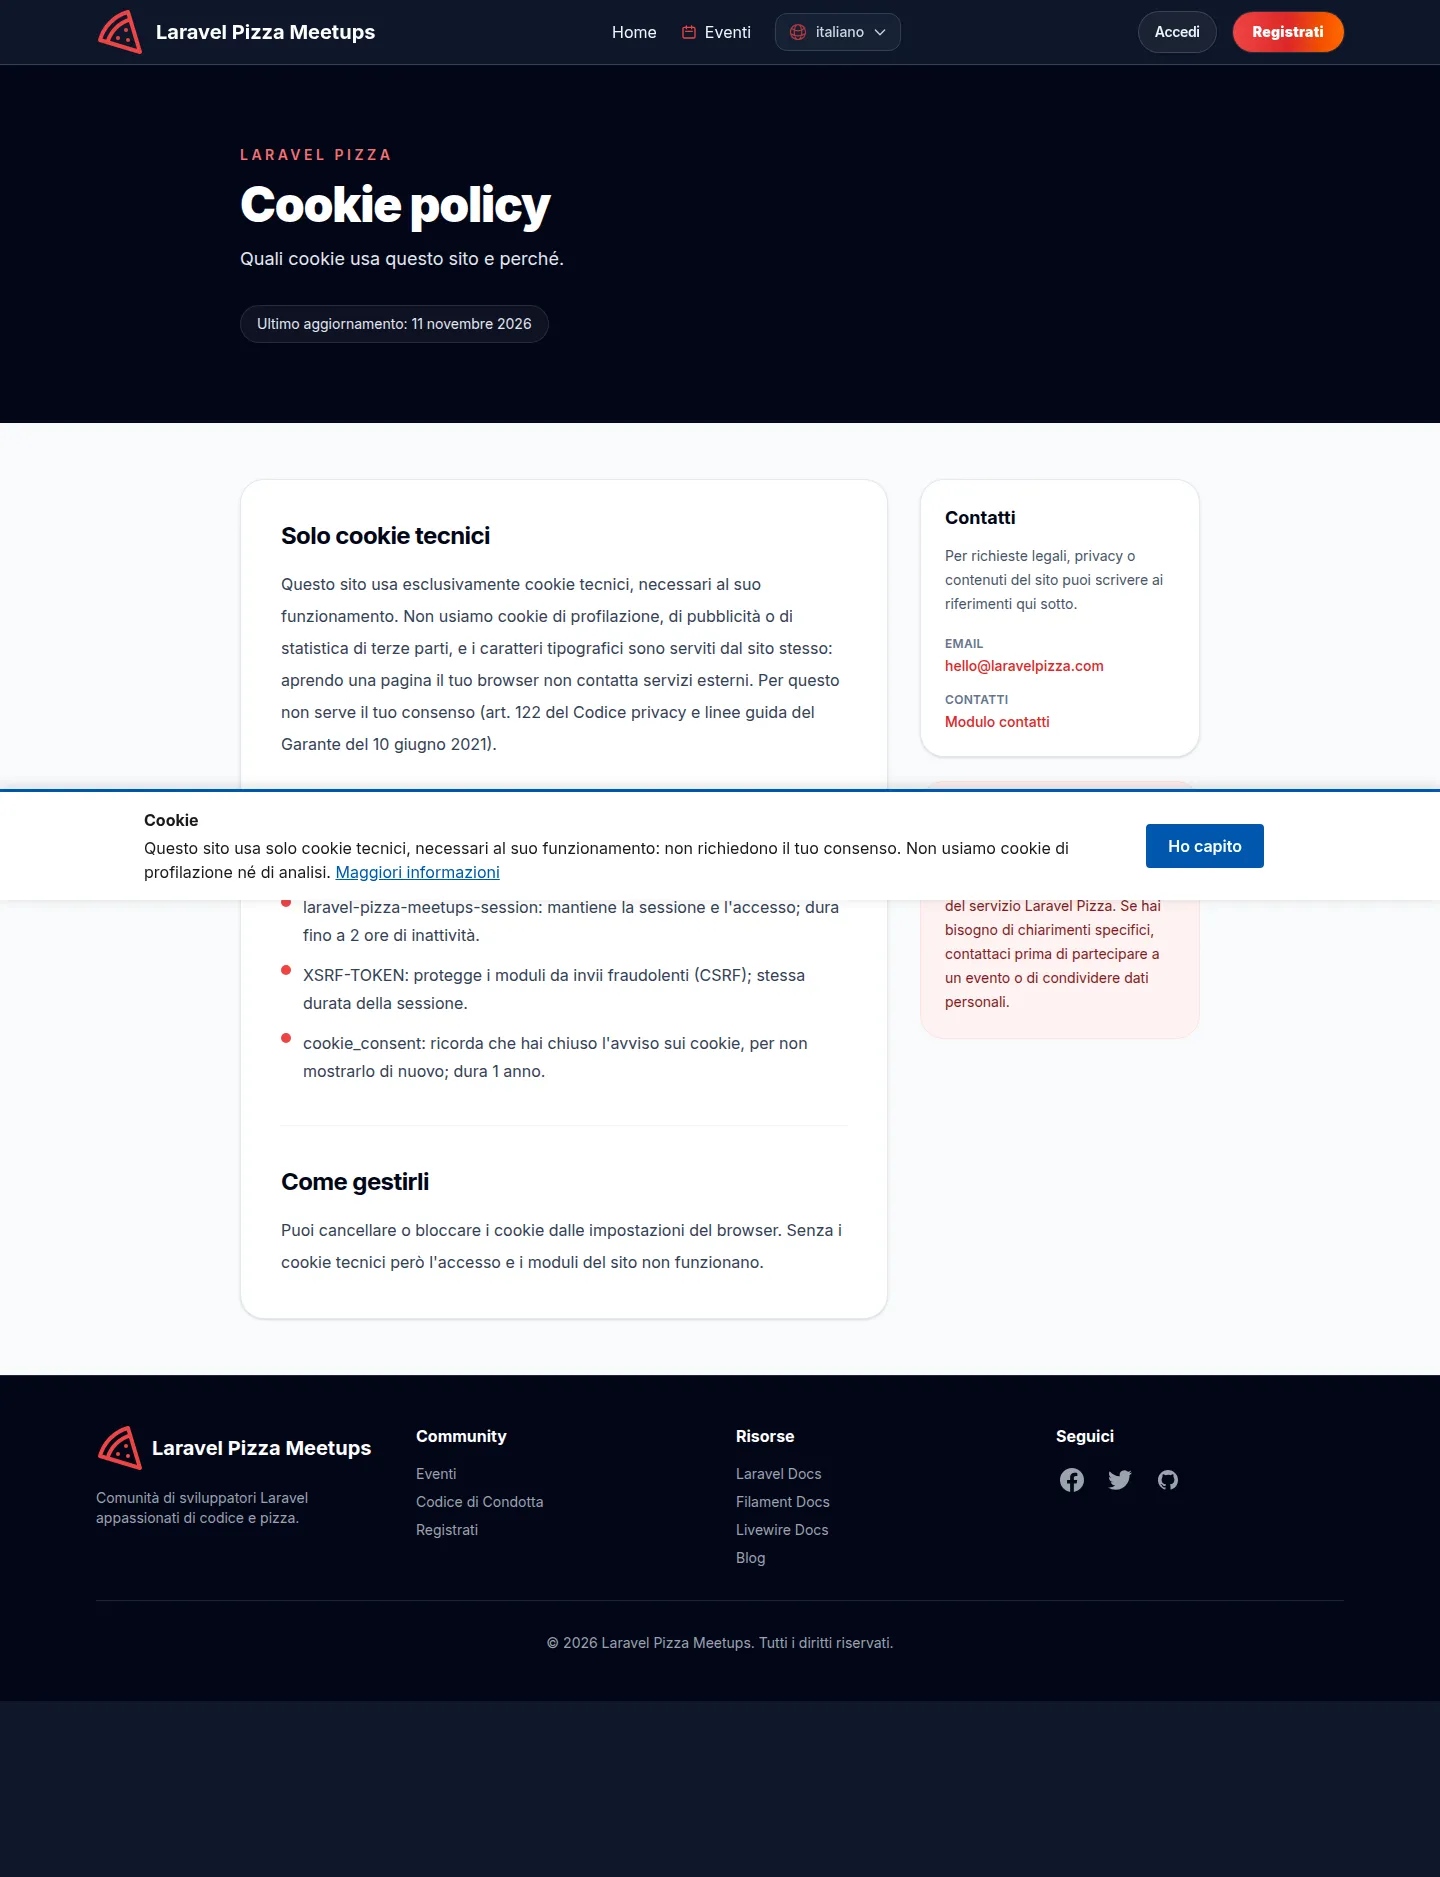 Laravel Pizza Meetups
Home
Eventi
italiano
Accedi
Registrati
LARAVEL PIZZA
Cookie policy
Quali cookie usa questo sito e perché.
Ultimo aggiornamento: 11 novembre 2026
Solo cookie tecnici
Questo sito usa esclusivamente cookie tecnici, necessari al suo
funzionamento. Non usiamo cookie di profilazione, di pubblicità o di
statistica di terze parti, e i caratteri tipografici sono serviti dal sito stesso:
aprendo una pagina il tuo browser non contatta servizi esterni. Per questo
non serve il tuo consenso (art. 122 del Codice privacy e linee guida del
Garante del 10 giugno 2021).
Contatti
Per richieste legali, privacy o
contenuti del sito puoi scrivere ai
riferimenti qui sotto.
EMAIL
hello@laravelpizza.com
CONTATTI
Modulo contatti
Cookie
Questo sito usa solo cookie tecnici, necessari al suo funzionamento: non richiedono il tuo consenso. Non usiamo cookie di
profilazione né di analisi. Maggiori informazioni
Ho capito
laravel-pizza-meetups-session: mantiene la sessione e l'accesso; dura
fino a 2 ore di inattività.
XSRF-TOKEN: protegge i moduli da invii fraudolenti (CSRF); stessa
durata della sessione.
cookie_consent: ricorda che hai chiuso l'avviso sui cookie, per non
mostrarlo di nuovo; dura 1 anno.
del servizio Laravel Pizza. Se hai
bisogno di chiarimenti specifici,
contattaci prima di partecipare a
un evento o di condividere dati
personali.
Come gestirli
Puoi cancellare o bloccare i cookie dalle impostazioni del browser. Senza i
cookie tecnici però l'accesso e i moduli del sito non funzionano.
Laravel Pizza Meetups
Comunità di sviluppatori Laravel
appassionati di codice e pizza.
Community
Eventi
Codice di Condotta
Registrati
Risorse
Laravel Docs
Filament Docs
Livewire Docs
Blog
Seguici
© 2026 Laravel Pizza Meetups. Tutti i diritti riservati.